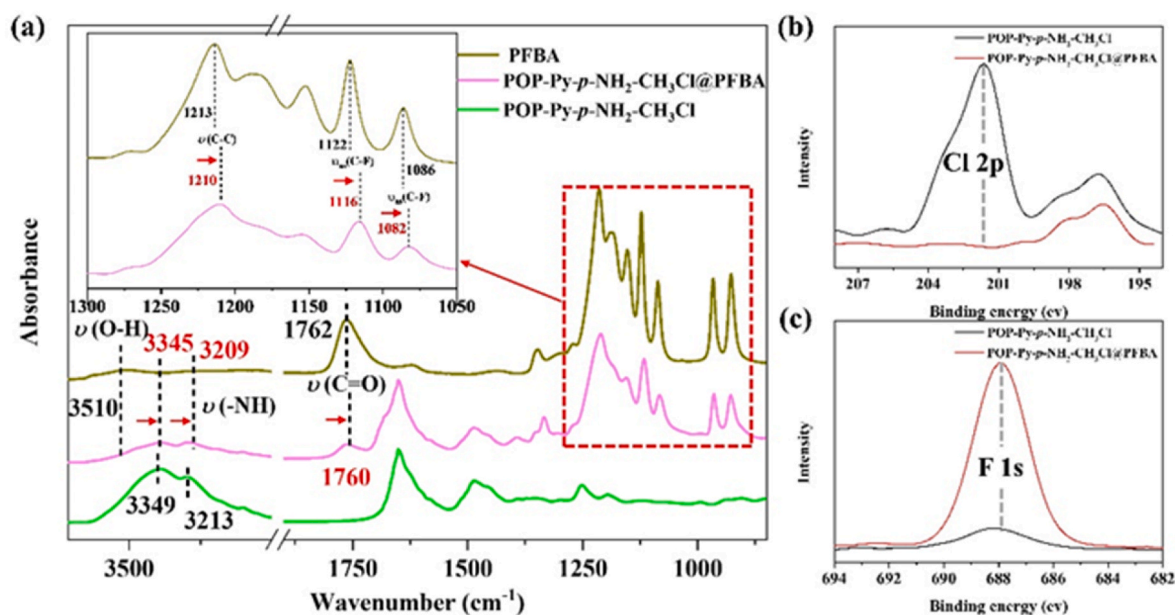 (a)
PFBA
POP-Py-p-NH2-CH3Cl@PFBA
POP-Py-p-NH2-CH3Cl
1213
υ(C-C)
1210
1122
υas(C-F)
1116
1086
υas(C-F)
1082
1300 1250 1200 1150 1100 1050
Absorbance
υ(O-H)
3345
3209
1762
3510
υ(-NH)
υ(C=O)
1760
3349
3213
3500 1750 1500 1250 1000
Wavenumber (cm-1)
(b)
POP-Py-p-NH2-CH3Cl
POP-Py-p-NH2-CH3Cl@PFBA
Cl 2p
Intensity
207 204 201 198 195
Binding energy (ev)
(c)
POP-Py-p-NH2-CH3Cl
POP-Py-p-NH2-CH3Cl@PFBA
F 1s
Intensity
694 692 690 688 686 684 682
Binding energy (ev)